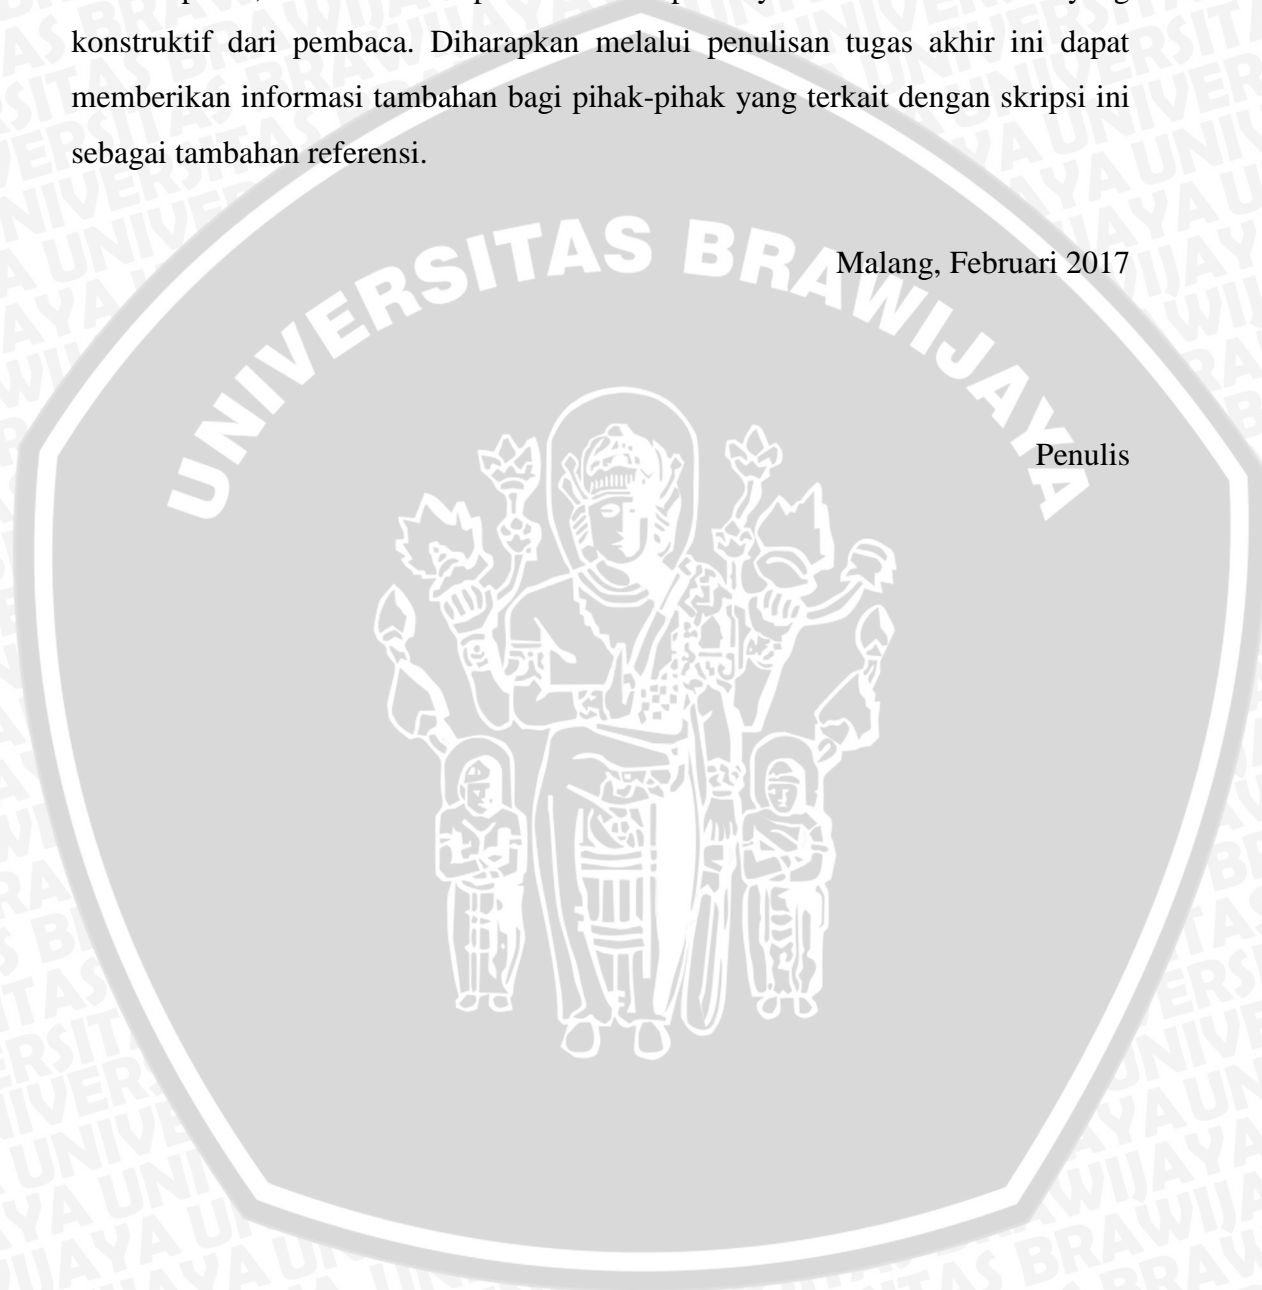 konstruktif dari pembaca. Diharapkan melalui penulisan tugas akhir ini dapat
memberikan informasi tambahan bagi pihak-pihak yang terkait dengan skripsi ini
sebagai tambahan referensi.
UNIVERSITAS BRAWIJAYA
Malang, Februari 2017
Penulis